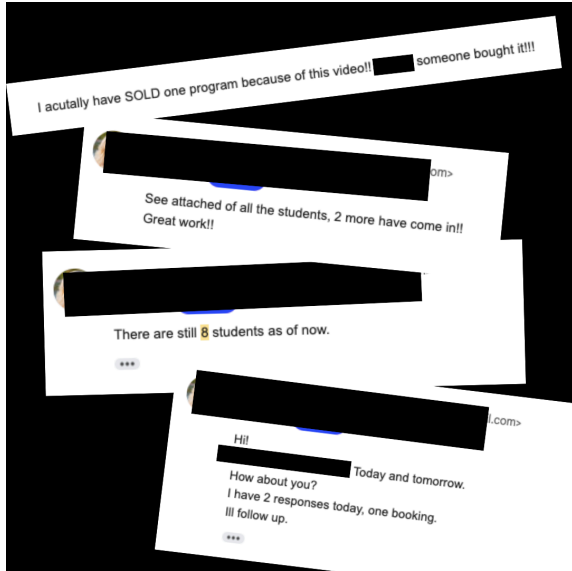 I acutally have SOLD one program because of this video!! someone bought it!!!
om>
See attached of all the students, 2 more have come in!!
Great work!!
There are still 8 students as of now.
l.com>
Hi!
Today and tomorrow.
How about you?
I have 2 responses today, one booking.
Ill follow up.